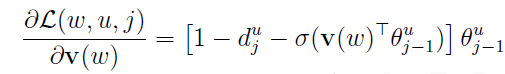 ∂ℒ(w, u, j) / ∂v(w) = [1 − d_j^u − σ(v(w)^⊤ θ_{j−1}^u)] θ_{j−1}^u